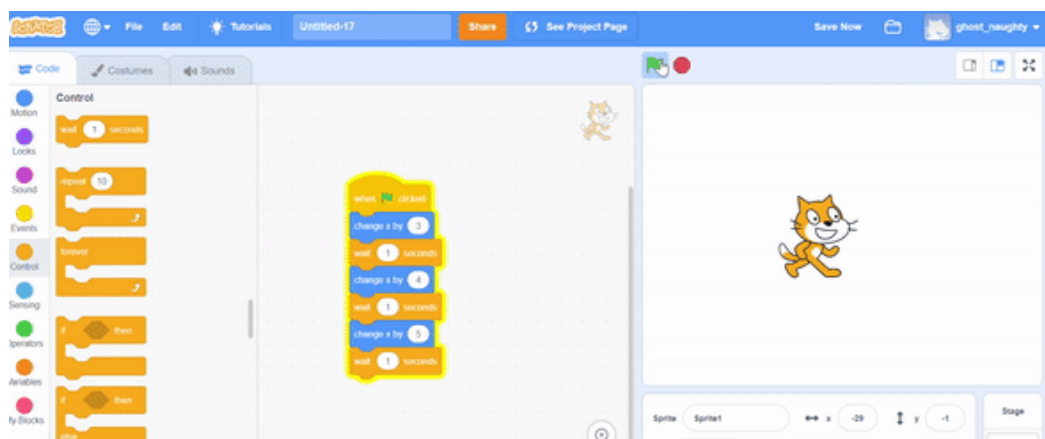 SCRATCH File Edit Tutorials Untitled-17 Share See Project Page Save Now ghost_naughty
Code Costumes Sounds
Motion
Looks
Sound
Events
Control
Sensing
Operators
Variables
My Blocks
Control
wait 1 seconds
repeat 10
forever
if then
if then
else
when clicked
change x by 3
wait 1 seconds
change x by 4
wait 1 seconds
change x by 5
wait 1 seconds
Sprite Sprite1 x -29 y -1
Stage